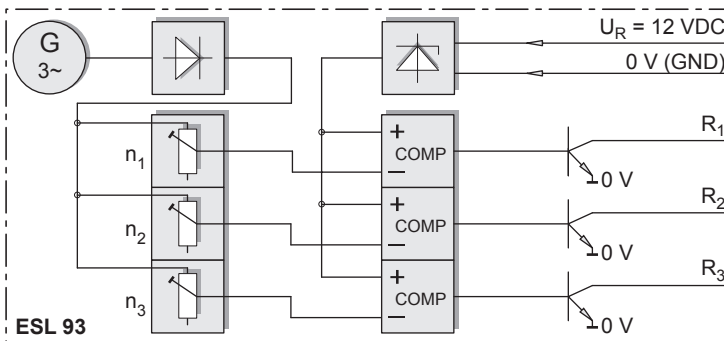 G
3~
U_R = 12 VDC
0 V (GND)
n_1
+
COMP
−
R_1
0 V
n_2
+
COMP
−
R_2
0 V
n_3
+
COMP
−
R_3
0 V
ESL 93